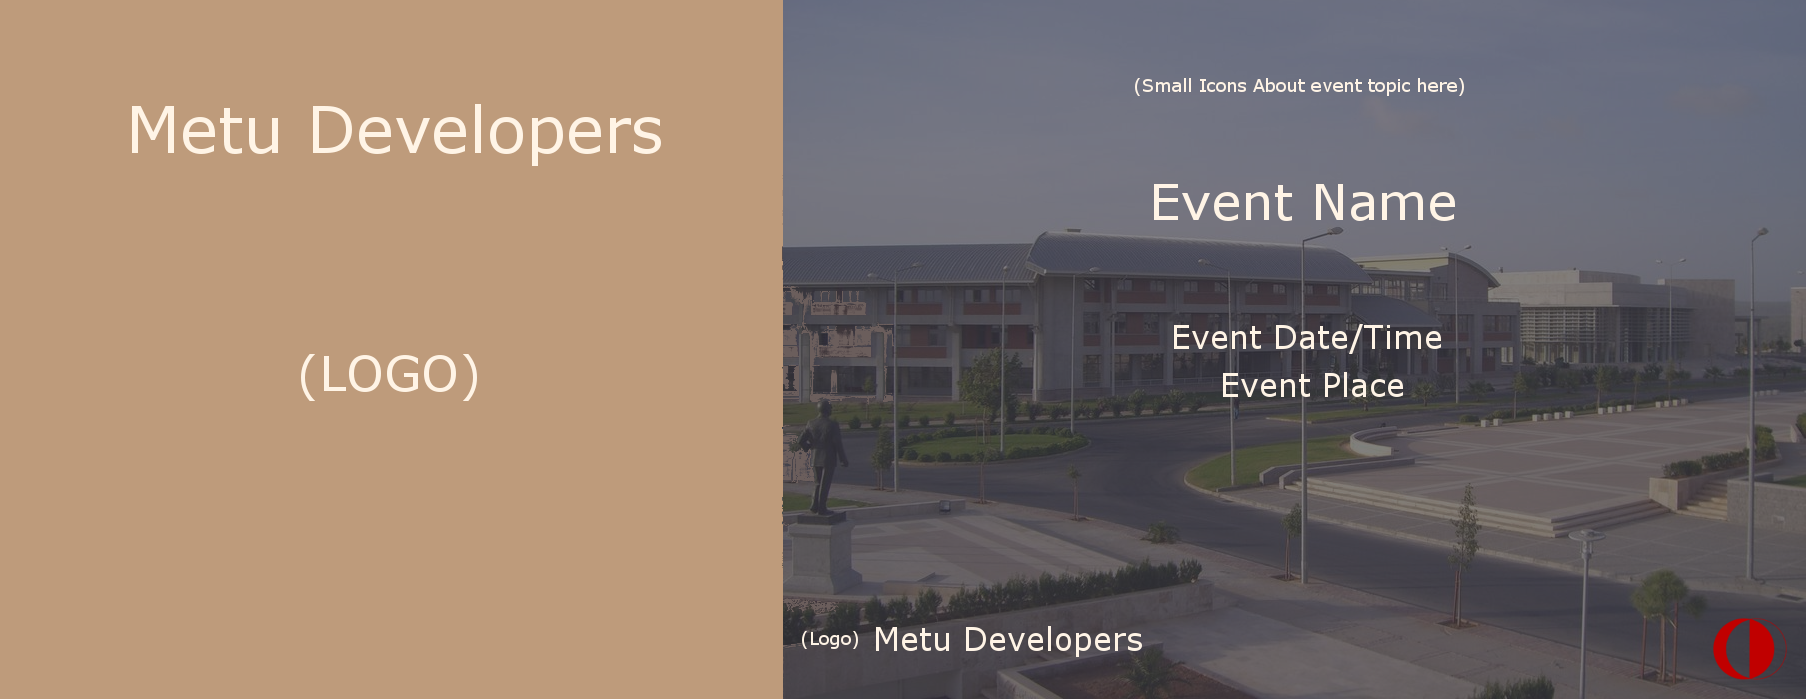 Metu Developers
(LOGO)
(Small Icons About event topic here)
Event Name
Event Date/Time
Event Place
(Logo) Metu Developers